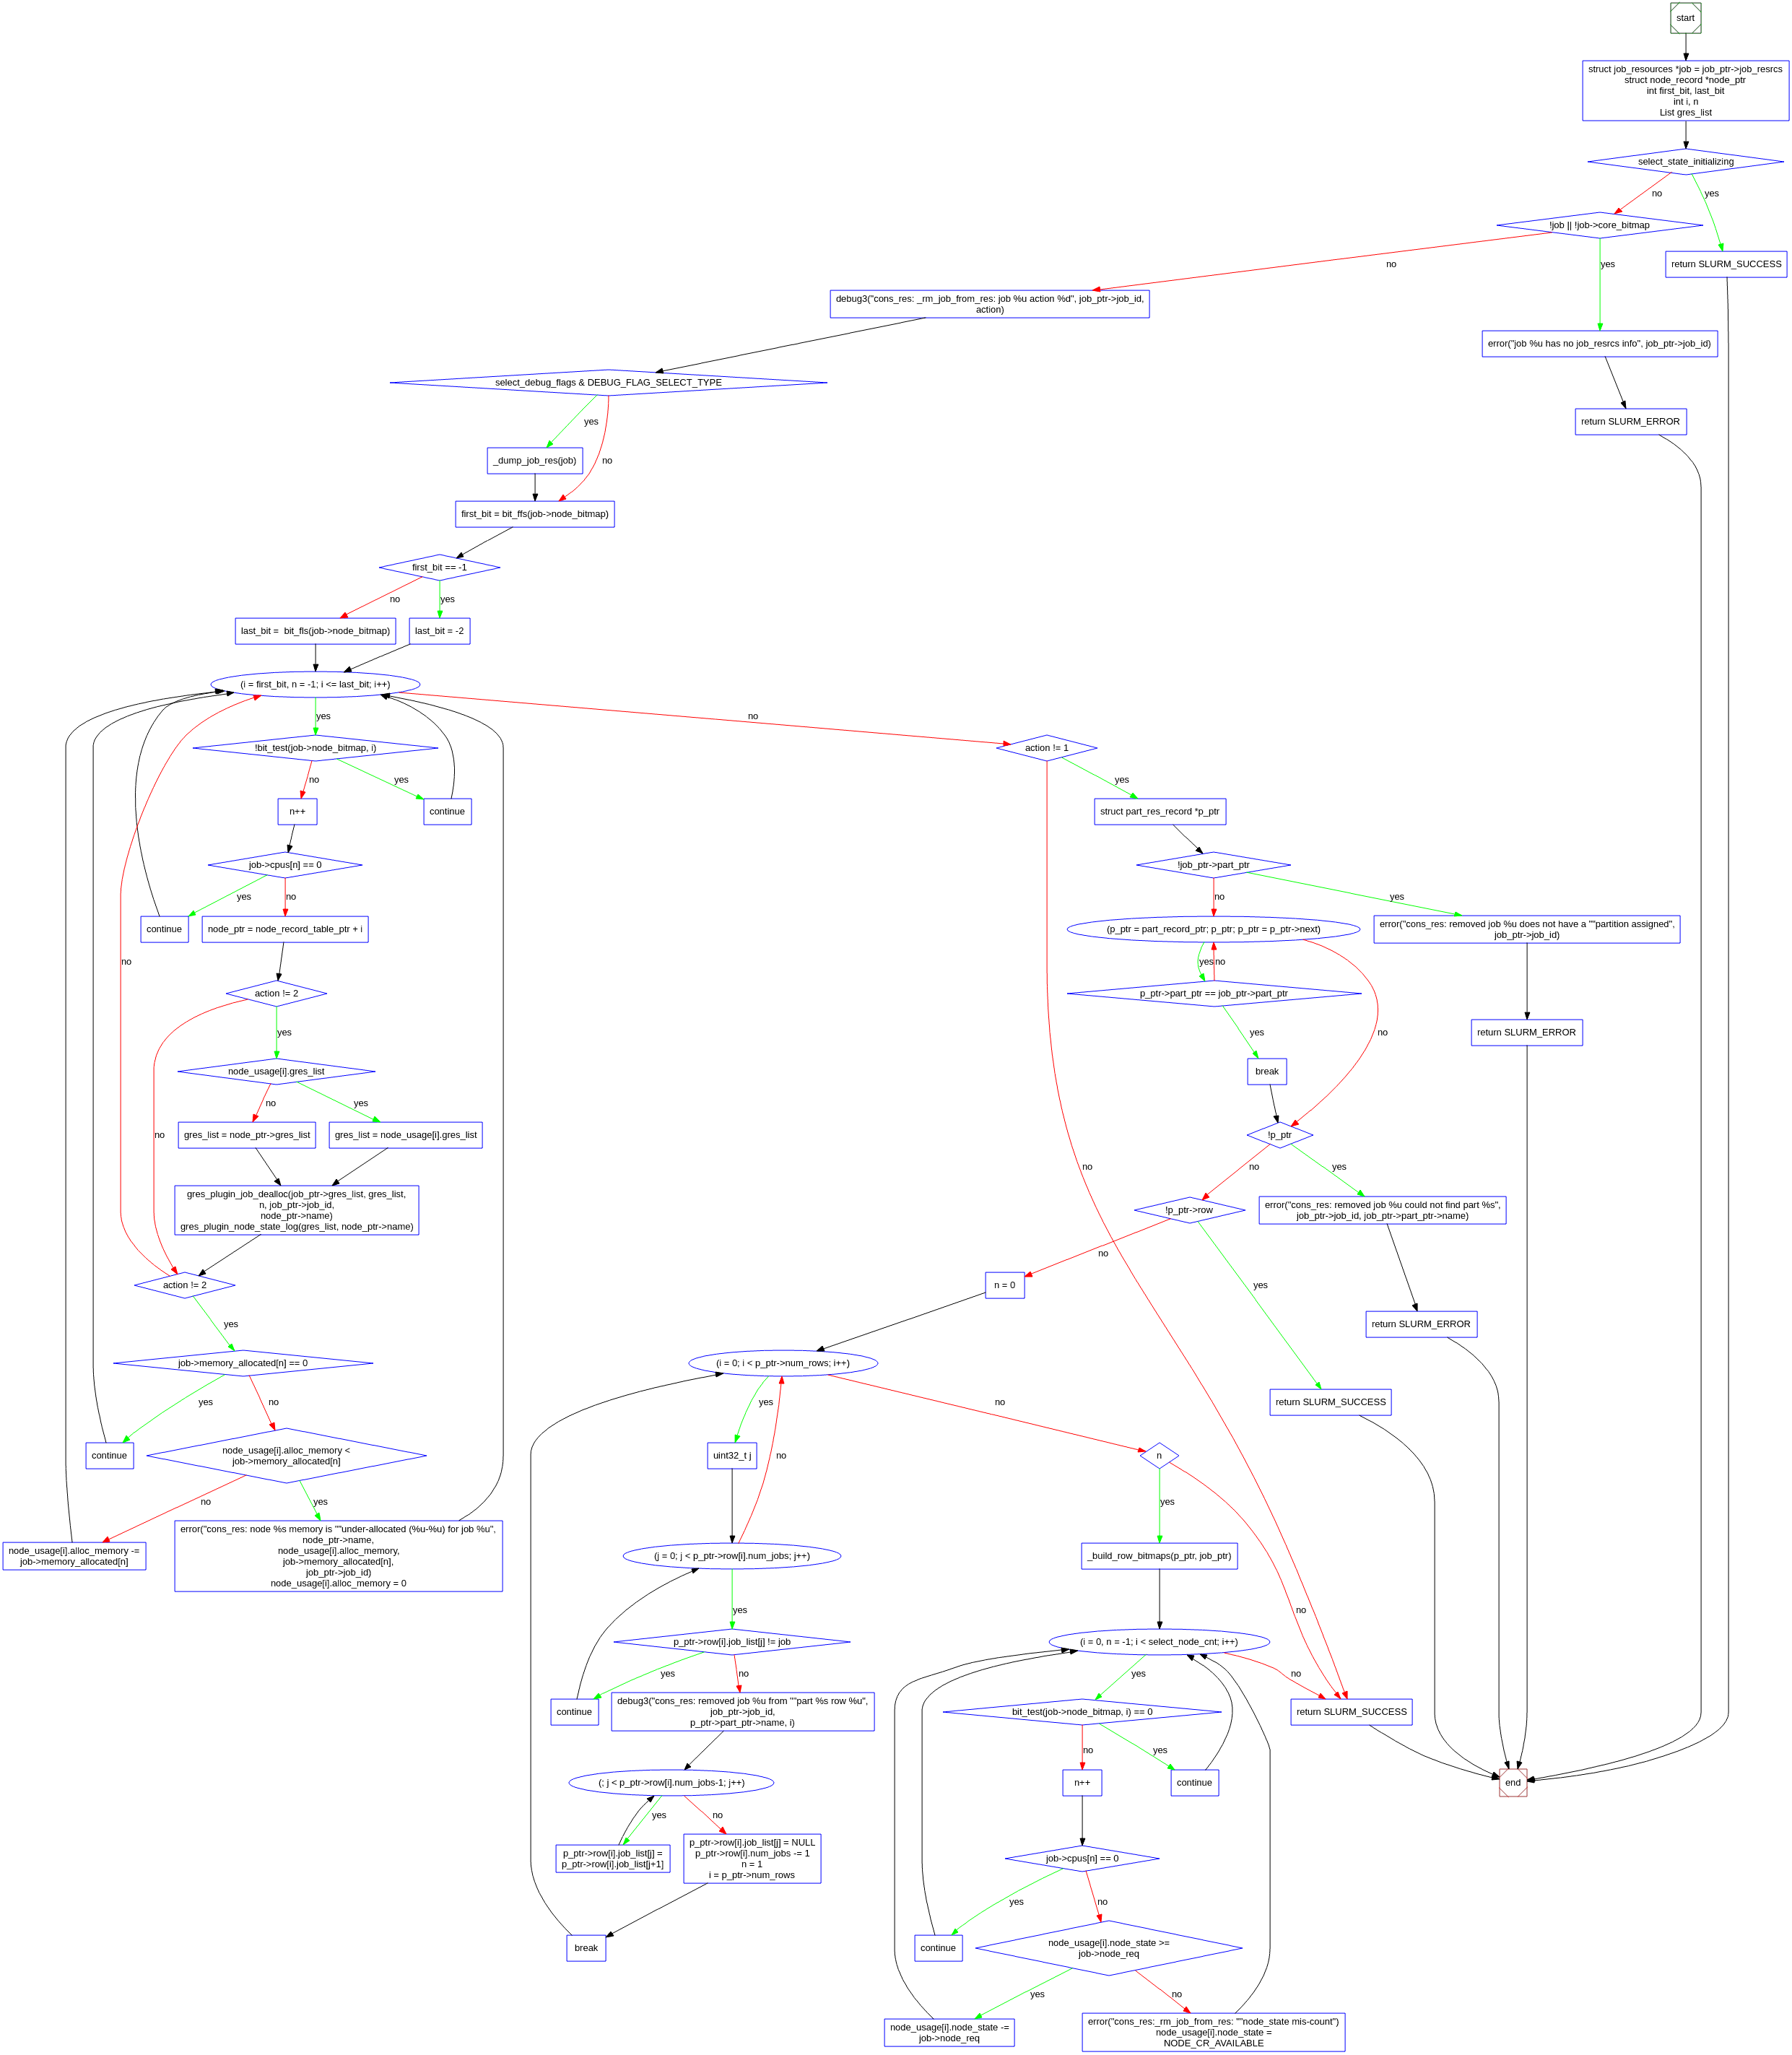 start
struct job_resources *job = job_ptr->job_resrcs
struct node_record *node_ptr
int first_bit, last_bit
int i, n
List gres_list
select_state_initializing
no
yes
!job || !job->core_bitmap
return SLURM_SUCCESS
no
yes
debug3("cons_res: _rm_job_from_res: job %u action %d", job_ptr->job_id,
action)
error("job %u has no job_resrcs info", job_ptr->job_id)
select_debug_flags & DEBUG_FLAG_SELECT_TYPE
return SLURM_ERROR
yes
no
_dump_job_res(job)
first_bit = bit_ffs(job->node_bitmap)
first_bit == -1
no
yes
last_bit =  bit_fls(job->node_bitmap)
last_bit = -2
(i = first_bit, n = -1; i <= last_bit; i++)
yes
no
!bit_test(job->node_bitmap, i)
action != 1
no
yes
yes
n++
continue
struct part_res_record *p_ptr
job->cpus[n] == 0
!job_ptr->part_ptr
yes
no
no
yes
continue
node_ptr = node_record_table_ptr + i
(p_ptr = part_record_ptr; p_ptr; p_ptr = p_ptr->next)
error("cons_res: removed job %u does not have a ""partition assigned",
job_ptr->job_id)
no
yes
no
action != 2
p_ptr->part_ptr == job_ptr->part_ptr
yes
yes
no
return SLURM_ERROR
node_usage[i].gres_list
break
no
yes
gres_list = node_ptr->gres_list
gres_list = node_usage[i].gres_list
no
!p_ptr
no
no
yes
gres_plugin_job_dealloc(job_ptr->gres_list, gres_list,
n, job_ptr->job_id,
node_ptr->name)
gres_plugin_node_state_log(gres_list, node_ptr->name)
!p_ptr->row
error("cons_res: removed job %u could not find part %s",
job_ptr->job_id, job_ptr->part_ptr->name)
no
yes
action != 2
n = 0
return SLURM_ERROR
yes
job->memory_allocated[n] == 0
(i = 0; i < p_ptr->num_rows; i++)
yes
no
yes
no
return SLURM_SUCCESS
continue
node_usage[i].alloc_memory <
job->memory_allocated[n]
uint32_t j
no
n
no
yes
yes
no
node_usage[i].alloc_memory -=
job->memory_allocated[n]
error("cons_res: node %s memory is ""under-allocated (%u-%u) for job %u",
node_ptr->name,
node_usage[i].alloc_memory,
job->memory_allocated[n],
job_ptr->job_id)
node_usage[i].alloc_memory = 0
(j = 0; j < p_ptr->row[i].num_jobs; j++)
_build_row_bitmaps(p_ptr, job_ptr)
yes
p_ptr->row[i].job_list[j] != job
(i = 0, n = -1; i < select_node_cnt; i++)
yes
no
yes
no
continue
debug3("cons_res: removed job %u from ""part %s row %u",
job_ptr->job_id,
p_ptr->part_ptr->name, i)
bit_test(job->node_bitmap, i) == 0
return SLURM_SUCCESS
no
yes
(; j < p_ptr->row[i].num_jobs-1; j++)
n++
continue
end
yes
no
p_ptr->row[i].job_list[j] =
p_ptr->row[i].job_list[j+1]
p_ptr->row[i].job_list[j] = NULL
p_ptr->row[i].num_jobs -= 1
n = 1
i = p_ptr->num_rows
job->cpus[n] == 0
yes
no
break
continue
node_usage[i].node_state >=
job->node_req
yes
no
node_usage[i].node_state -=
job->node_req
error("cons_res:_rm_job_from_res: ""node_state mis-count")
node_usage[i].node_state =
NODE_CR_AVAILABLE